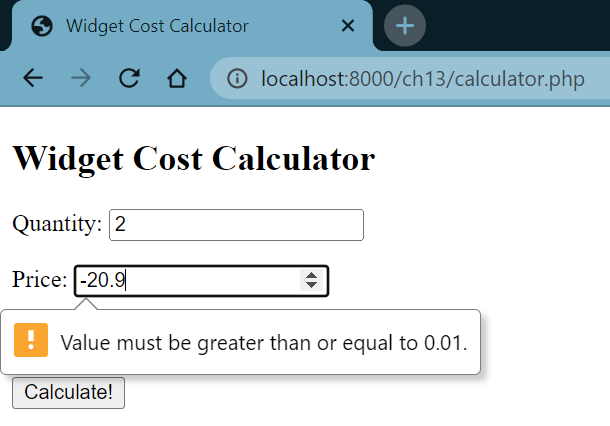 Widget Cost Calculator
localhost:8000/ch13/calculator.php
Widget Cost Calculator
Quantity: 2
Price: -20.9
Value must be greater than or equal to 0.01.
Calculate!